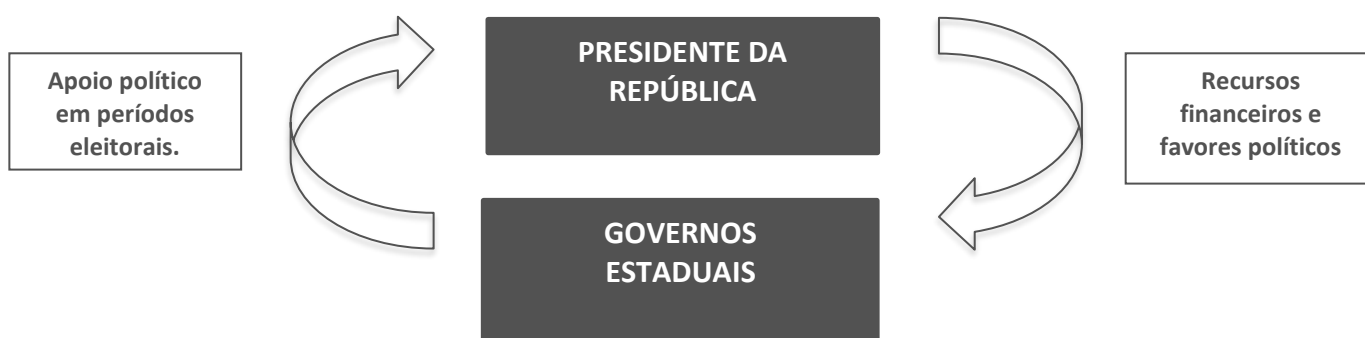 Apoio político
em períodos
eleitorais.
PRESIDENTE DA
REPÚBLICA
Recursos
financeiros e
favores políticos
GOVERNOS
ESTADUAIS